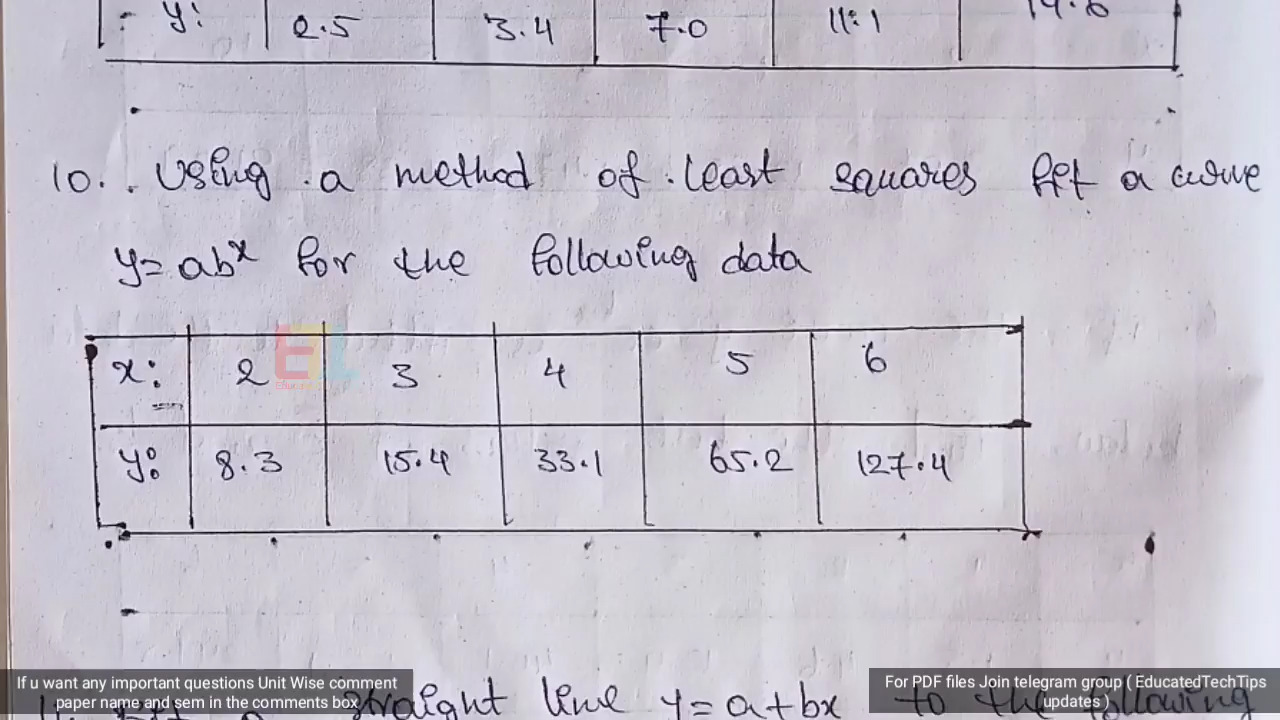 y: 2.5 3.4 7.0 11.1
10. Using a method of least squares fit a curve
y=abˣ for the following data
x: 2 3 4 5 6
y: 8.3 15.4 33.1 65.2 127.4
straight line y=a+bx to the following
If u want any important questions Unit Wise comment
paper name and sem in the comments box
For PDF files Join telegram group ( EducatedTechTips
updates )